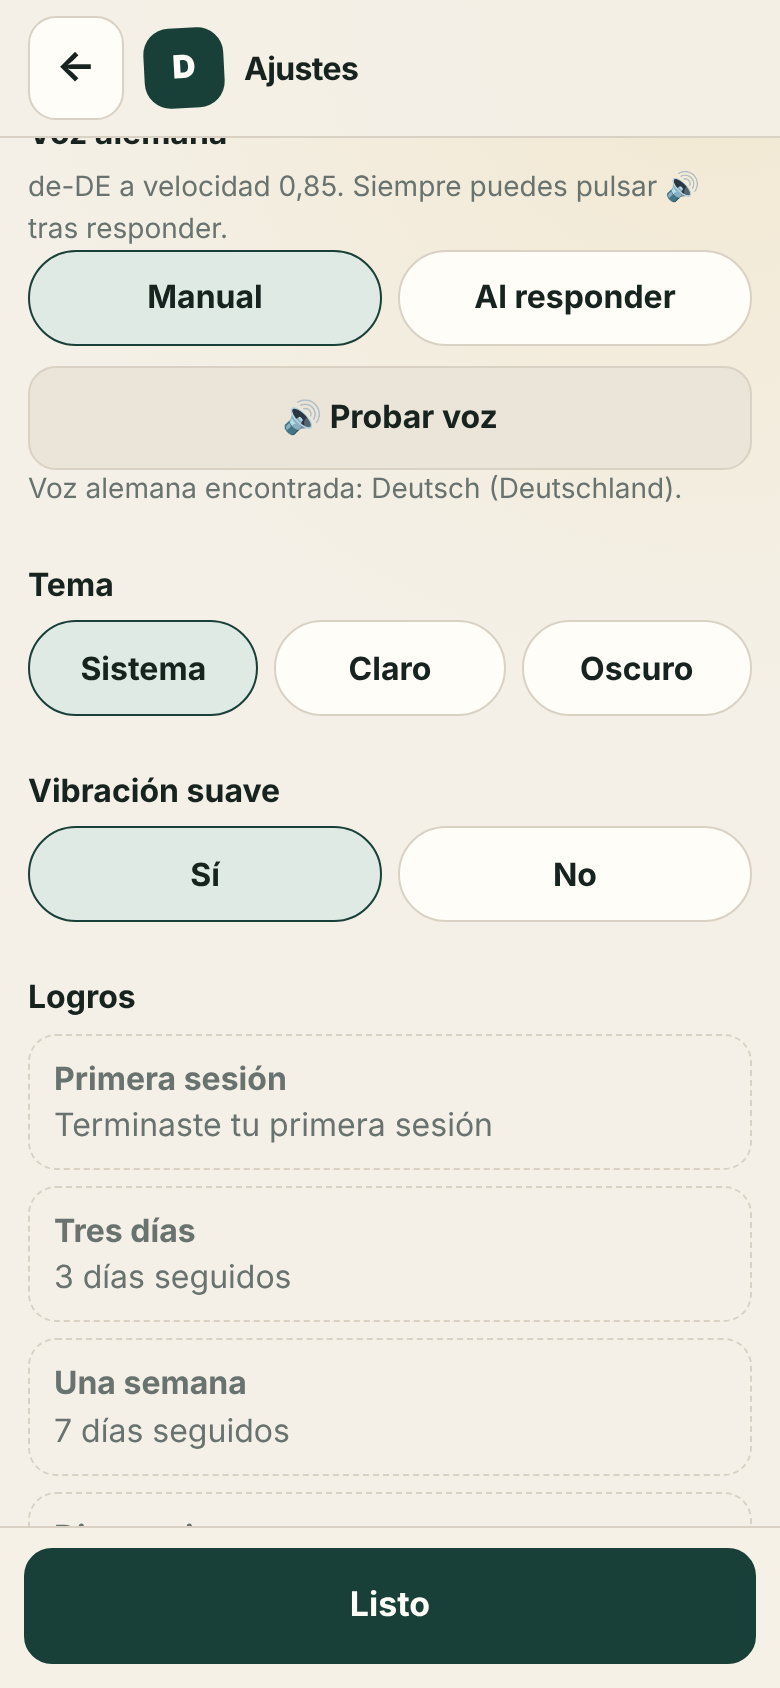 D
Ajustes
Voz alemana
de-DE a velocidad 0,85. Siempre puedes pulsar 🔊
tras responder.
Manual
Al responder
🔊 Probar voz
Voz alemana encontrada: Deutsch (Deutschland).
Tema
Sistema
Claro
Oscuro
Vibración suave
Sí
No
Logros
Primera sesión
Terminaste tu primera sesión
Tres días
3 días seguidos
Una semana
7 días seguidos
Listo